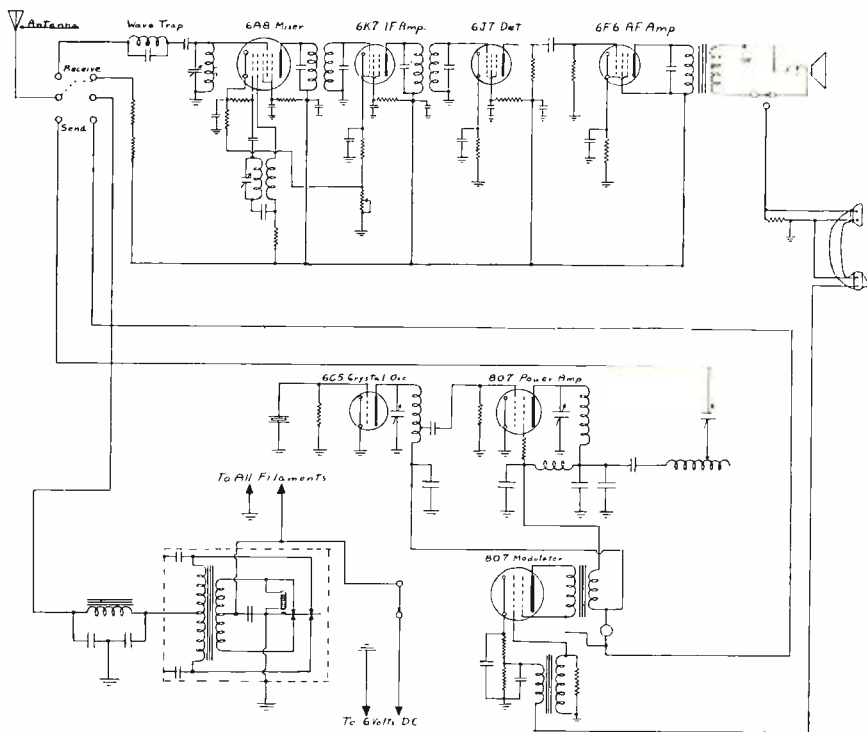 Antenna
Wave Trap
6A8 Mixer
6K7 IF Amp.
6J7 Det
6F6 AF Amp
Receive
Send
6C5 Crystal Osc
807 Power Amp
To All Filaments
807 Modulator
To 6 Volts DC